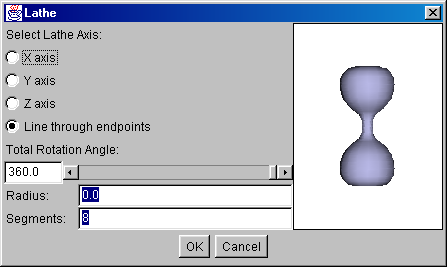 Lathe
Select Lathe Axis:
X axis
Y axis
Z axis
Line through endpoints
Total Rotation Angle:
360.0
Radius: 0.0
Segments: 8
OK Cancel